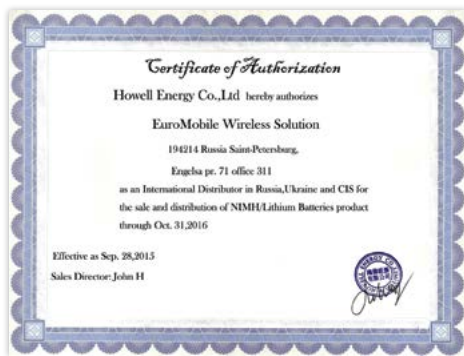 Certificate of Authorization
Howell Energy Co.,Ltd hereby authorizes
EuroMobile Wireless Solution
194214 Russia Saint-Petersburg,
Engelsa pr. 71 office 311
as an International Distributor in Russia,Ukraine and CIS for
the sale and distribution of NIMH/Lithium Batteries product
through Oct. 31,2016
Effective as Sep. 28,2015
Sales Director: John H